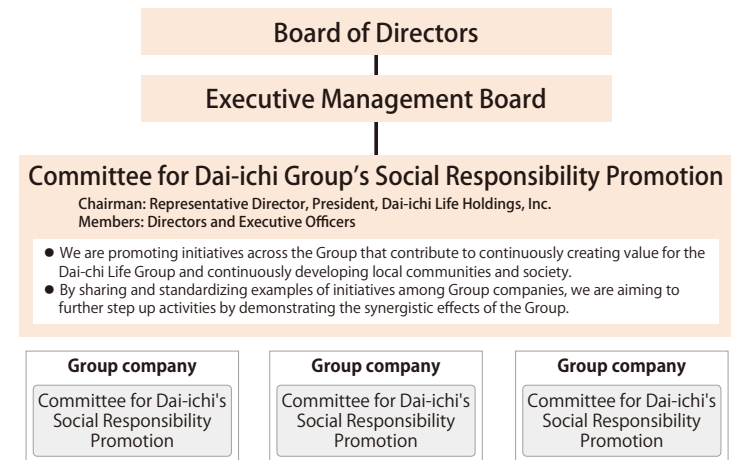 Board of Directors
Executive Management Board
Committee for Dai-ichi Group's Social Responsibility Promotion
Chairman: Representative Director, President, Dai-ichi Life Holdings, Inc.
Members: Directors and Executive Officers
● We are promoting initiatives across the Group that contribute to continuously creating value for the
Dai-chi Life Group and continuously developing local communities and society.
● By sharing and standardizing examples of initiatives among Group companies, we are aiming to
further step up activities by demonstrating the synergistic effects of the Group.
Group company
Committee for Dai-ichi's
Social Responsibility
Promotion
Group company
Committee for Dai-ichi's
Social Responsibility
Promotion
Group company
Committee for Dai-ichi's
Social Responsibility
Promotion